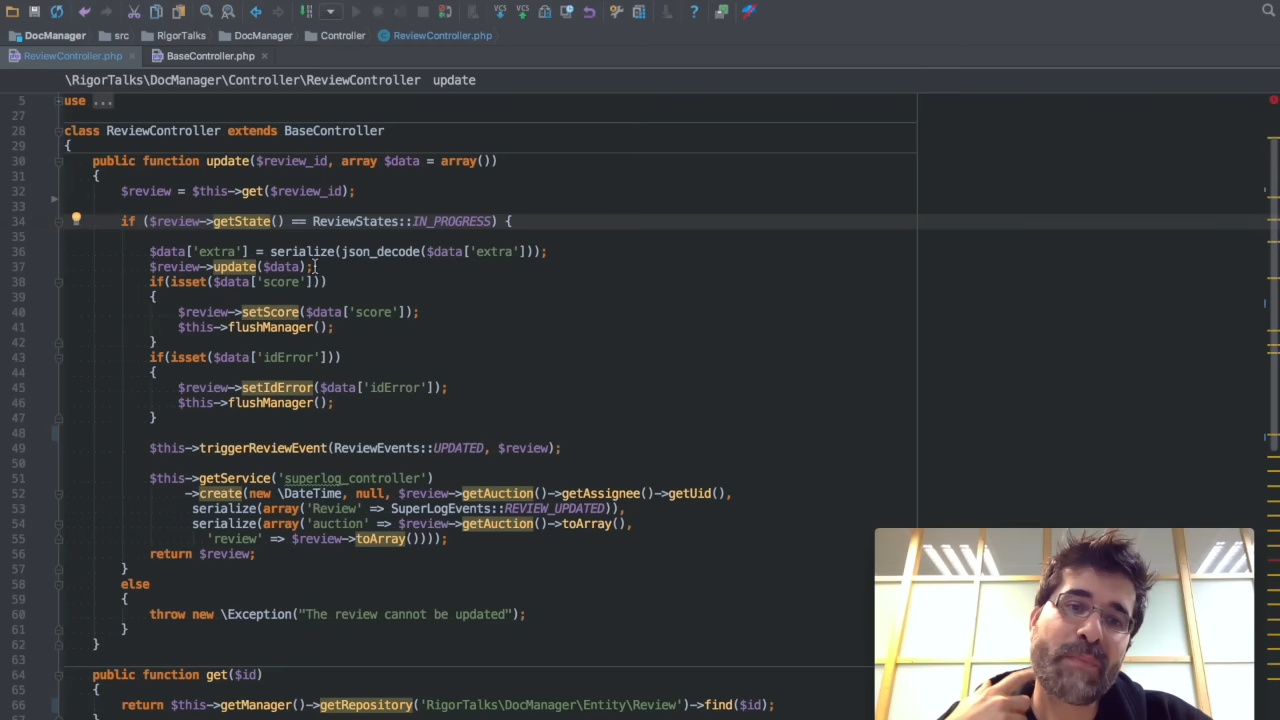 DocManager src RigorTalks DocManager Controller ReviewController.php
ReviewController.php × BaseController.php ×
\RigorTalks\DocManager\Controller\ReviewController update
5 use ...
27
28 class ReviewController extends BaseController
29 {
30 public function update($review_id, array $data = array())
31 {
32 $review = $this->get($review_id);
33
34 if ($review->getState() == ReviewStates::IN_PROGRESS) {
35
36 $data['extra'] = serialize(json_decode($data['extra']));
37 $review->update($data);
38 if(isset($data['score']))
39 {
40 $review->setScore($data['score']);
41 $this->flushManager();
42 }
43 if(isset($data['idError']))
44 {
45 $review->setIdError($data['idError']);
46 $this->flushManager();
47 }
48
49 $this->triggerReviewEvent(ReviewEvents::UPDATED, $review);
50
51 $this->getService('superlog_controller')
52 ->create(new \DateTime, null, $review->getAuction()->getAssignee()->getUid(),
53 serialize(array('Review' => SuperLogEvents::REVIEW_UPDATED)),
54 serialize(array('auction' => $review->getAuction()->toArray(),
55 'review' => $review->toArray())));
56 return $review;
57 }
58 else
59 {
60 throw new \Exception("The review cannot be updated");
61 }
62 }
63
64 public function get($id)
65 {
66 return $this->getManager()->getRepository('RigorTalks\DocManager\Entity\Review')->find($id);
67 }